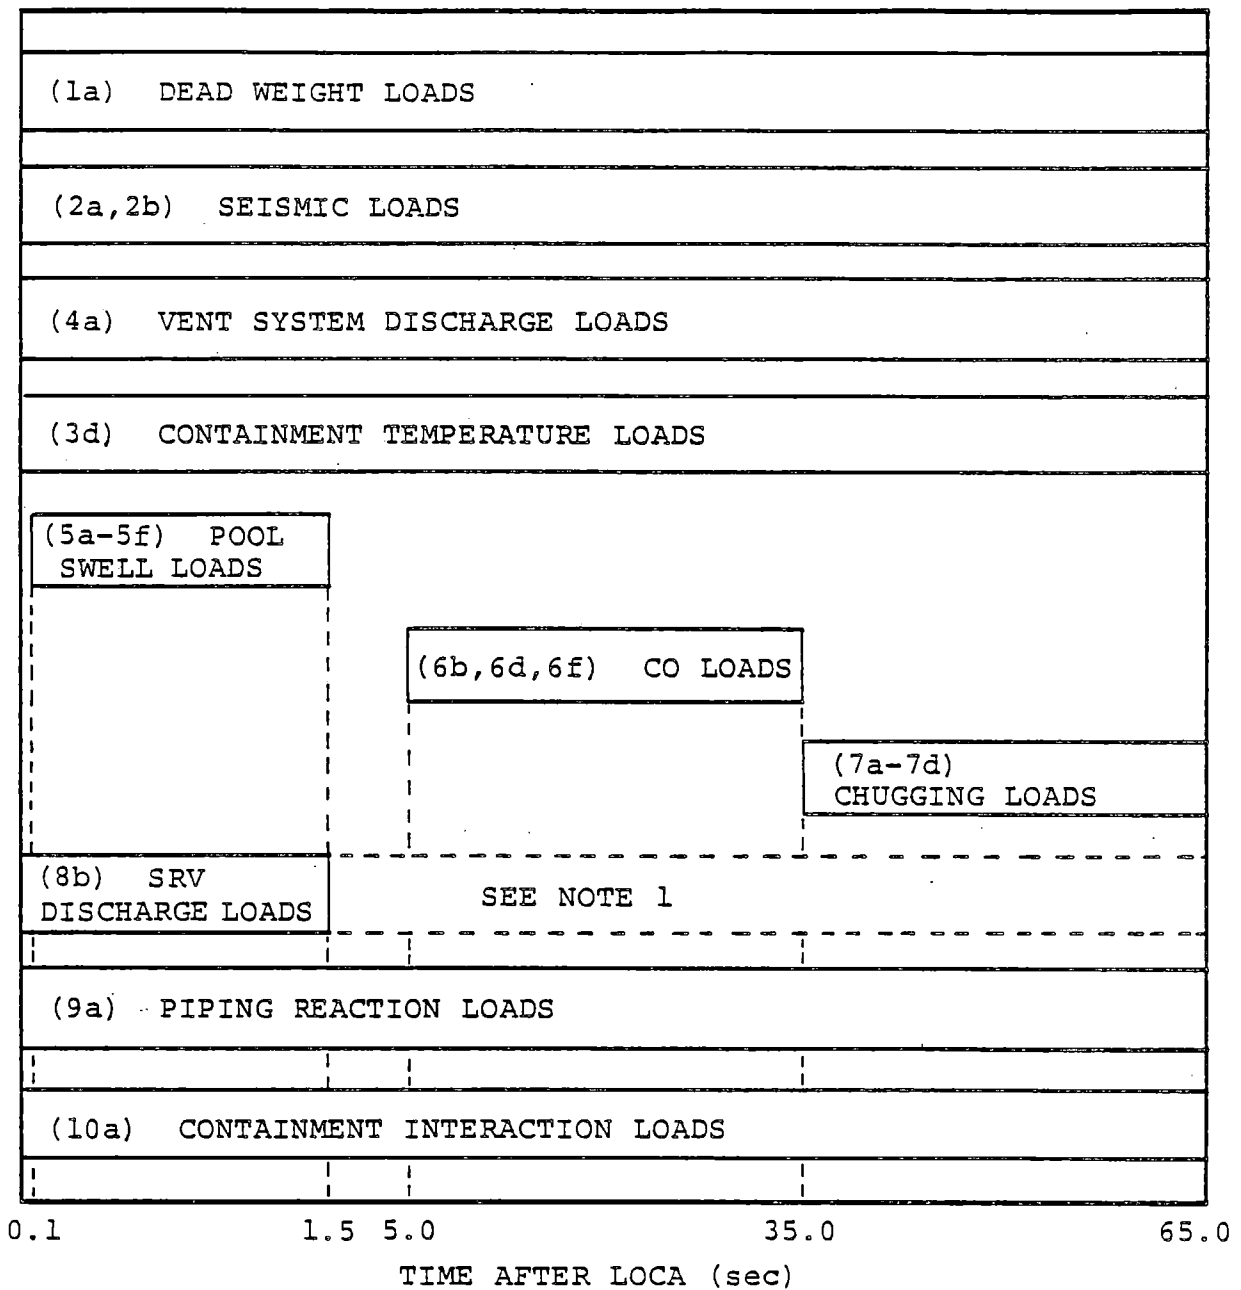 (1a) DEAD WEIGHT LOADS
(2a,2b) SEISMIC LOADS
(4a) VENT SYSTEM DISCHARGE LOADS
(3d) CONTAINMENT TEMPERATURE LOADS
(5a-5f) POOL
SWELL LOADS
(6b,6d,6f) CO LOADS
(7a-7d)
CHUGGING LOADS
(8b) SRV
DISCHARGE LOADS
SEE NOTE 1
(9a) PIPING REACTION LOADS
(10a) CONTAINMENT INTERACTION LOADS
0.1 1.5 5.0 35.0 65.0
TIME AFTER LOCA (sec)